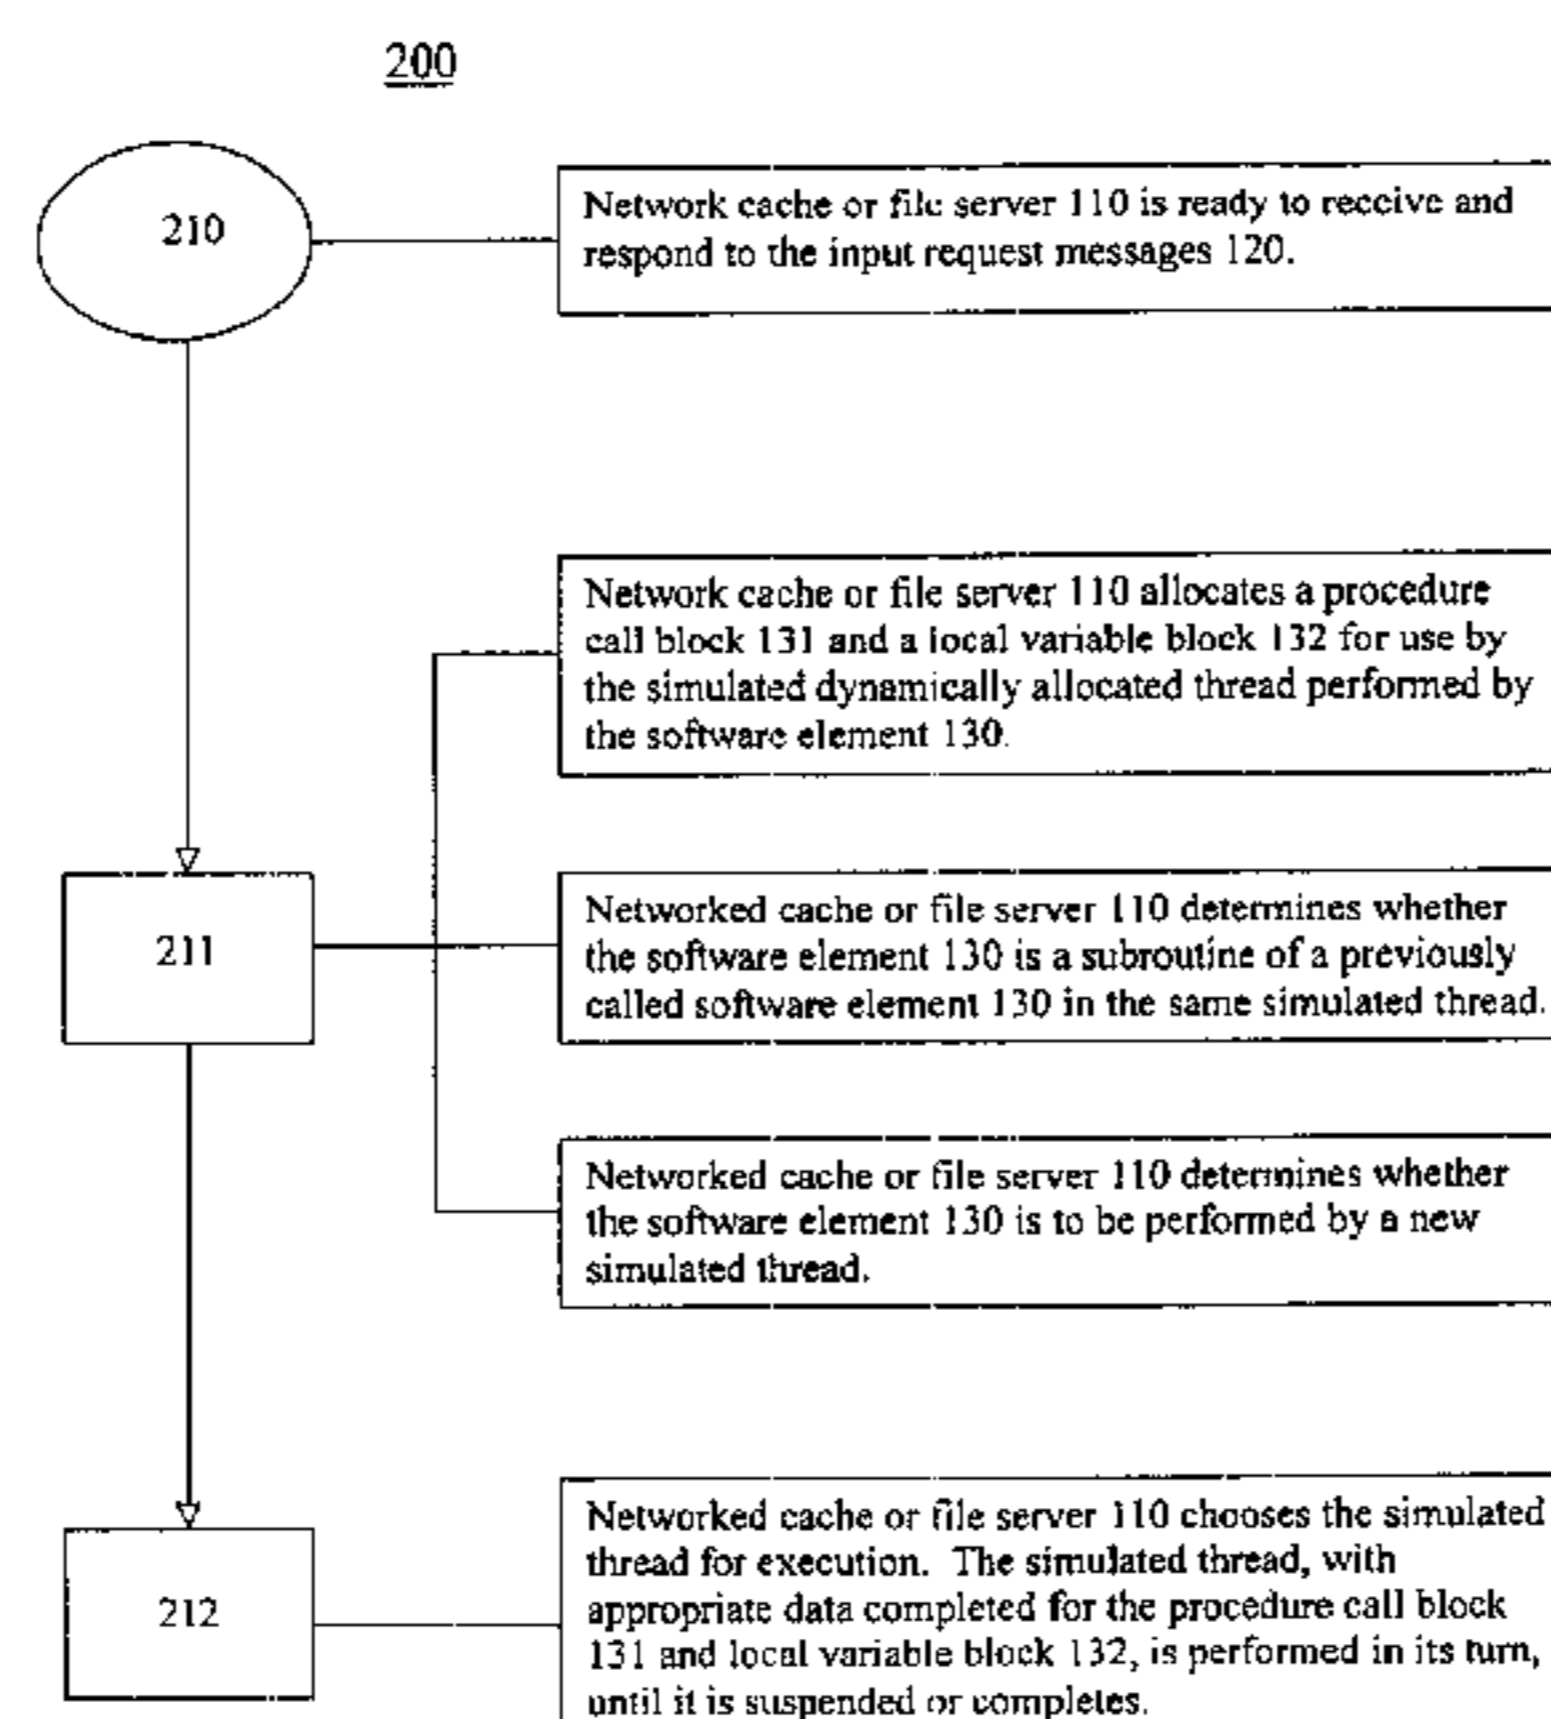 200
210
Network cache or file server 110 is ready to receive and
respond to the input request messages 120.
Network cache or file server 110 allocates a procedure
call block 131 and a local variable block 132 for use by
the simulated dynamically allocated thread performed by
the software element 130.
211
Networked cache or file server 110 determines whether
the software element 130 is a subroutine of a previously
called software element 130 in the same simulated thread.
Networked cache or file server 110 determines whether
the software element 130 is to be performed by a new
simulated thread.
212
Networked cache or file server 110 chooses the simulated
thread for execution. The simulated thread, with
appropriate data completed for the procedure call block
131 and local variable block 132, is performed in its turn,
until it is suspended or completes.